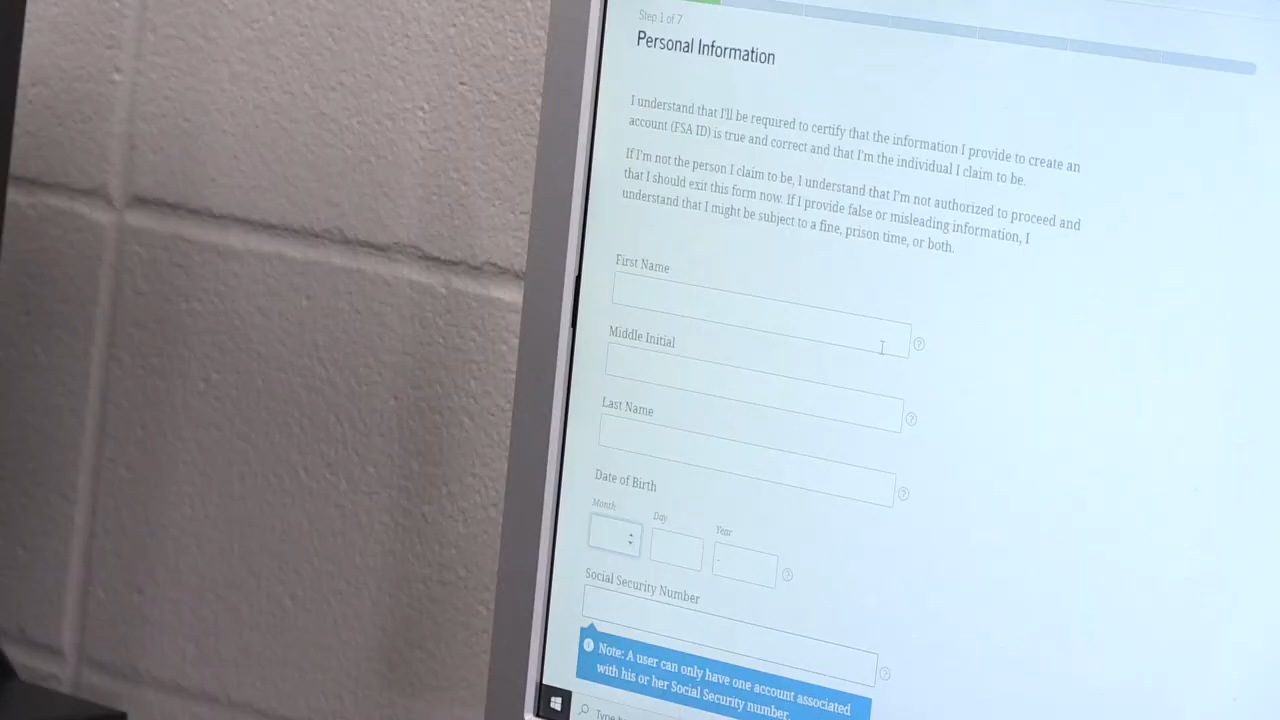 Step 1 of 7
Personal Information
I understand that I'll be required to certify that the information I provide to create an
account (FSA ID) is true and correct and that I'm the individual I claim to be.
If I'm not the person I claim to be, I understand that I'm not authorized to proceed and
that I should exit this form now. If I provide false or misleading information, I
understand that I might be subject to a fine, prison time, or both.
First Name
Middle Initial
Last Name
Date of Birth
Month Day Year
Social Security Number
Note: A user can only have one account associated
with his or her Social Security number.
Type